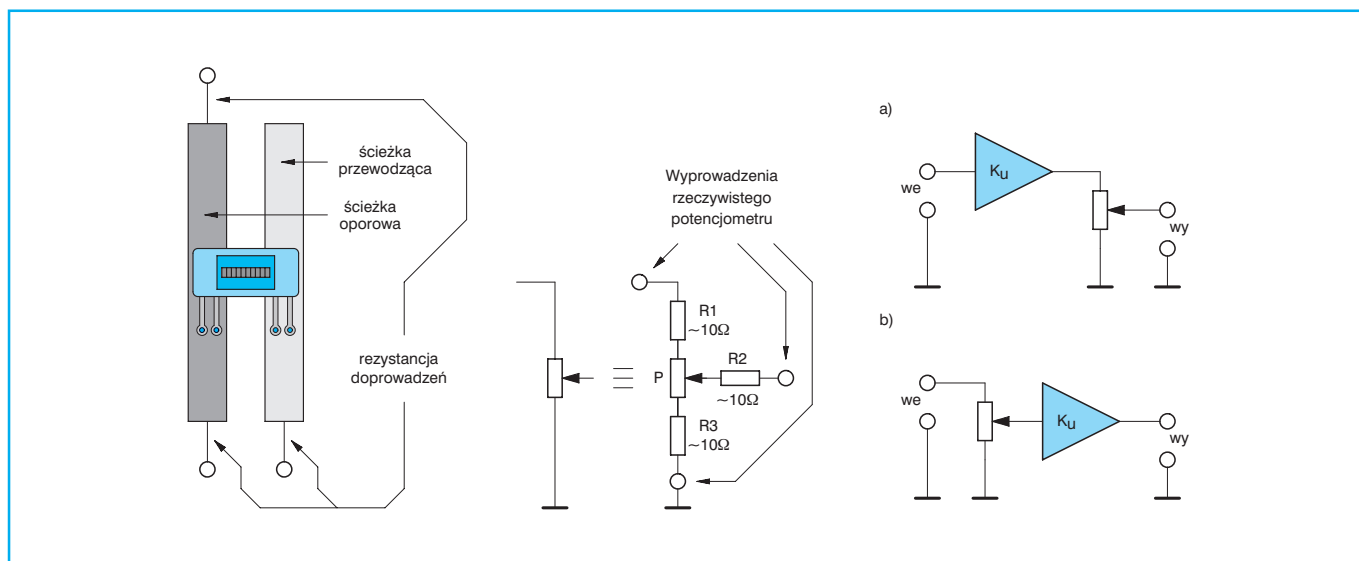 ścieżka
przewodząca
ścieżka
oporowa
rezystancja
doprowadzeń
Wyprowadzenia
rzeczywistego
potencjometru
R1
~10Ω
R2
~10Ω
P
R3
~10Ω
a)
we
Ku
wy
b)
we
Ku
wy